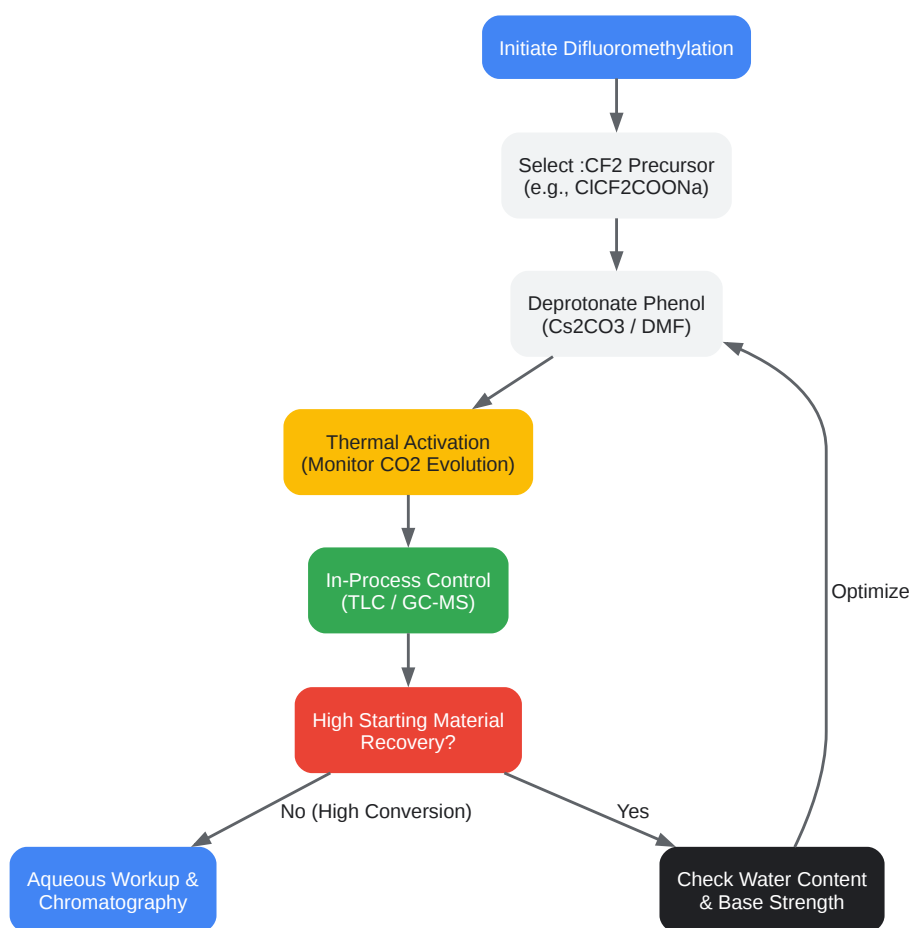 Initiate Difluoromethylation
Select :CF2 Precursor
(e.g., ClCF2COONa)
Deprotonate Phenol
(Cs2CO3 / DMF)
Thermal Activation
(Monitor CO2 Evolution)
In-Process Control
(TLC / GC-MS)
Optimize
High Starting Material
Recovery?
No (High Conversion)
Yes
Aqueous Workup &
Chromatography
Check Water Content
& Base Strength